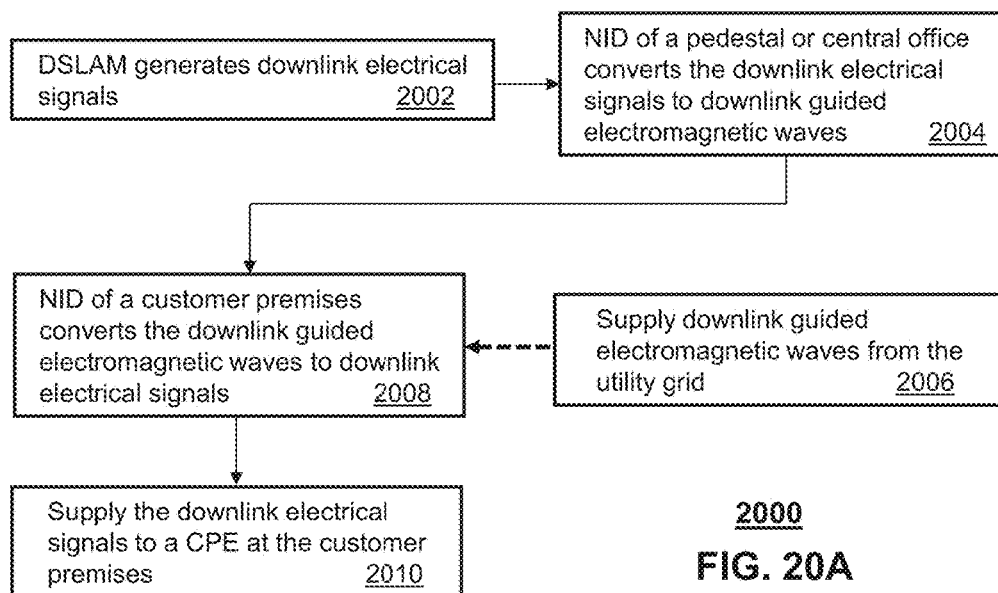 DSLAM generates downlink electrical
signals 2002
NID of a pedestal or central office
converts the downlink electrical
signals to downlink guided
electromagnetic waves 2004
NID of a customer premises
converts the downlink guided
electromagnetic waves to downlink
electrical signals 2008
Supply downlink guided
electromagnetic waves from the
utility grid 2006
Supply the downlink electrical
signals to a CPE at the customer
premises 2010
2000
FIG. 20A